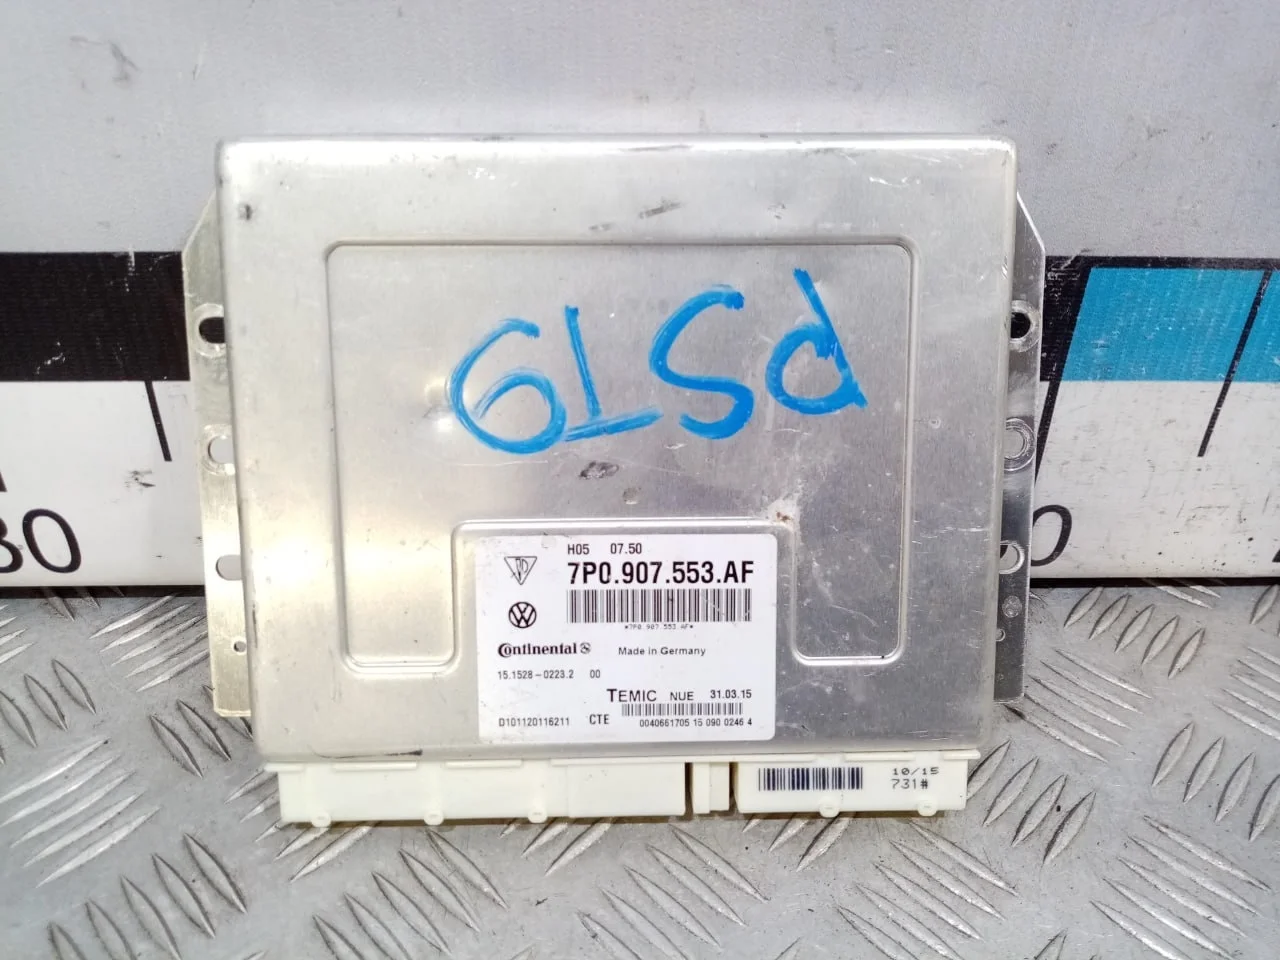 PS19
H05 07.50
7P0.907.553.AF
*7P0 907 553 AF*
Continental
Made in Germany
15.1528-0223.2 00
TEMIC NUE 31.03.15
D101120116211 CTE 0040661705 15 090 0246 4
10/15
731#